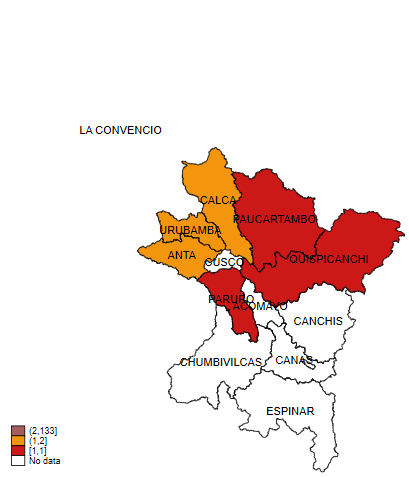 LA CONVENCIO
CALCA
PAUCARTAMBO
URUBAMBA
ANTA
CUSCO
QUISPICANCHI
PARURO
ACOMAYO
CANCHIS
CHUMBIVILCAS
CANAS
ESPINAR
(2,133]
(1,2]
[1,1]
No data